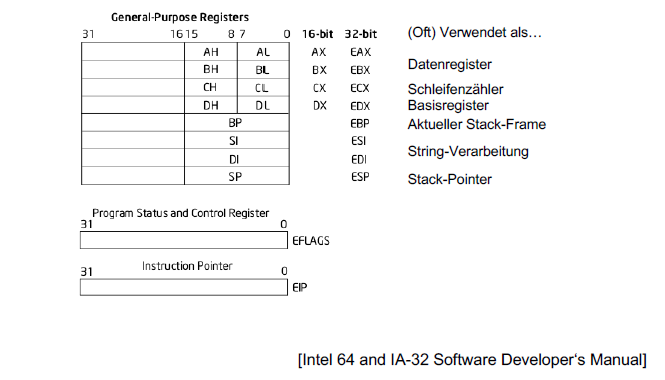 General-Purpose Registers
31 16 15 8 7 0 16-bit 32-bit (Oft) Verwendet als…
AH AL AX EAX
BH BL BX EBX Datenregister
CH CL CX ECX Schleifenzähler
DH DL DX EDX Basisregister
BP EBP Aktueller Stack-Frame
SI ESI
DI EDI String-Verarbeitung
SP ESP Stack-Pointer
Program Status and Control Register
31 0
EFLAGS
Instruction Pointer
31 0
EIP
[Intel 64 and IA-32 Software Developer‘s Manual]